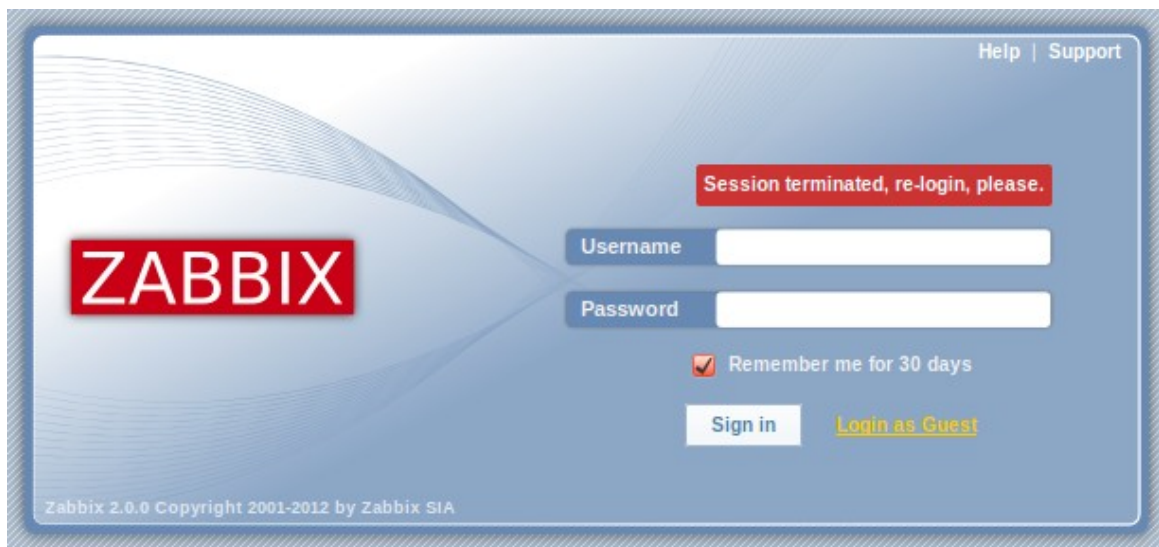 Help | Support
Session terminated, re-login, please.
ZABBIX
Username
Password
Remember me for 30 days
Sign in
Login as Guest
Zabbix 2.0.0 Copyright 2001-2012 by Zabbix SIA